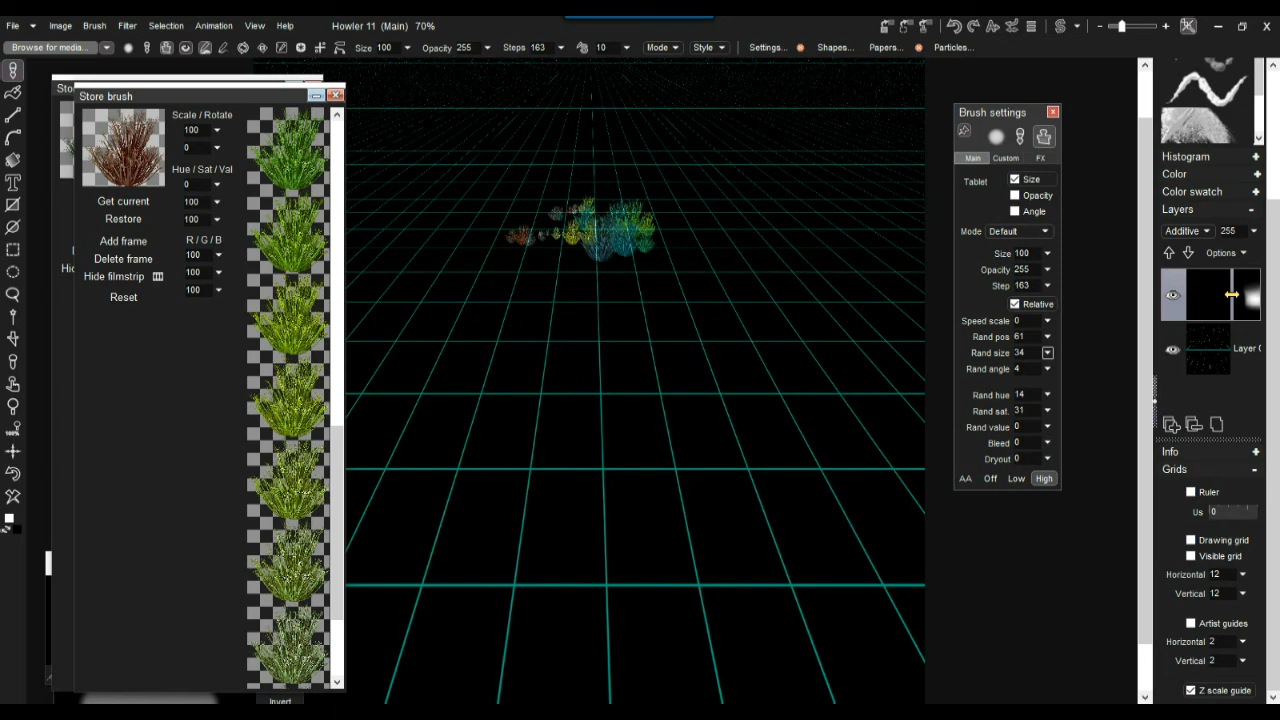 File Image Brush Filter Selection Animation View Help Howler 11 (Main) 70%
Browse for media... Size 100 Opacity 255 Steps 163 10 Mode Style Settings... Shapes... Papers... Particles...
Sto
Store brush
Scale / Rotate
100
0
Hue / Sat / Val
0
Get current 100
Restore 100
Add frame R / G / B
Delete frame 100
Hi
Hide filmstrip 100
Reset 100
Invert
Brush settings
Main Custom FX
Tablet Size
Opacity
Angle
Mode Default
Size 100
Opacity 255
Step 163
Relative
Speed scale 0
Rand pos 61
Rand size 34
Rand angle 4
Rand hue 14
Rand sat. 31
Rand value 0
Bleed 0
Dryout 0
AA Off Low High
Histogram
Color
Color swatch
Layers
Additive 255
Options
Layer
Info
Grids
Ruler
Us 0
Drawing grid
Visible grid
Horizontal 12
Vertical 12
Artist guides
Horizontal 2
Vertical 2
Z scale guide